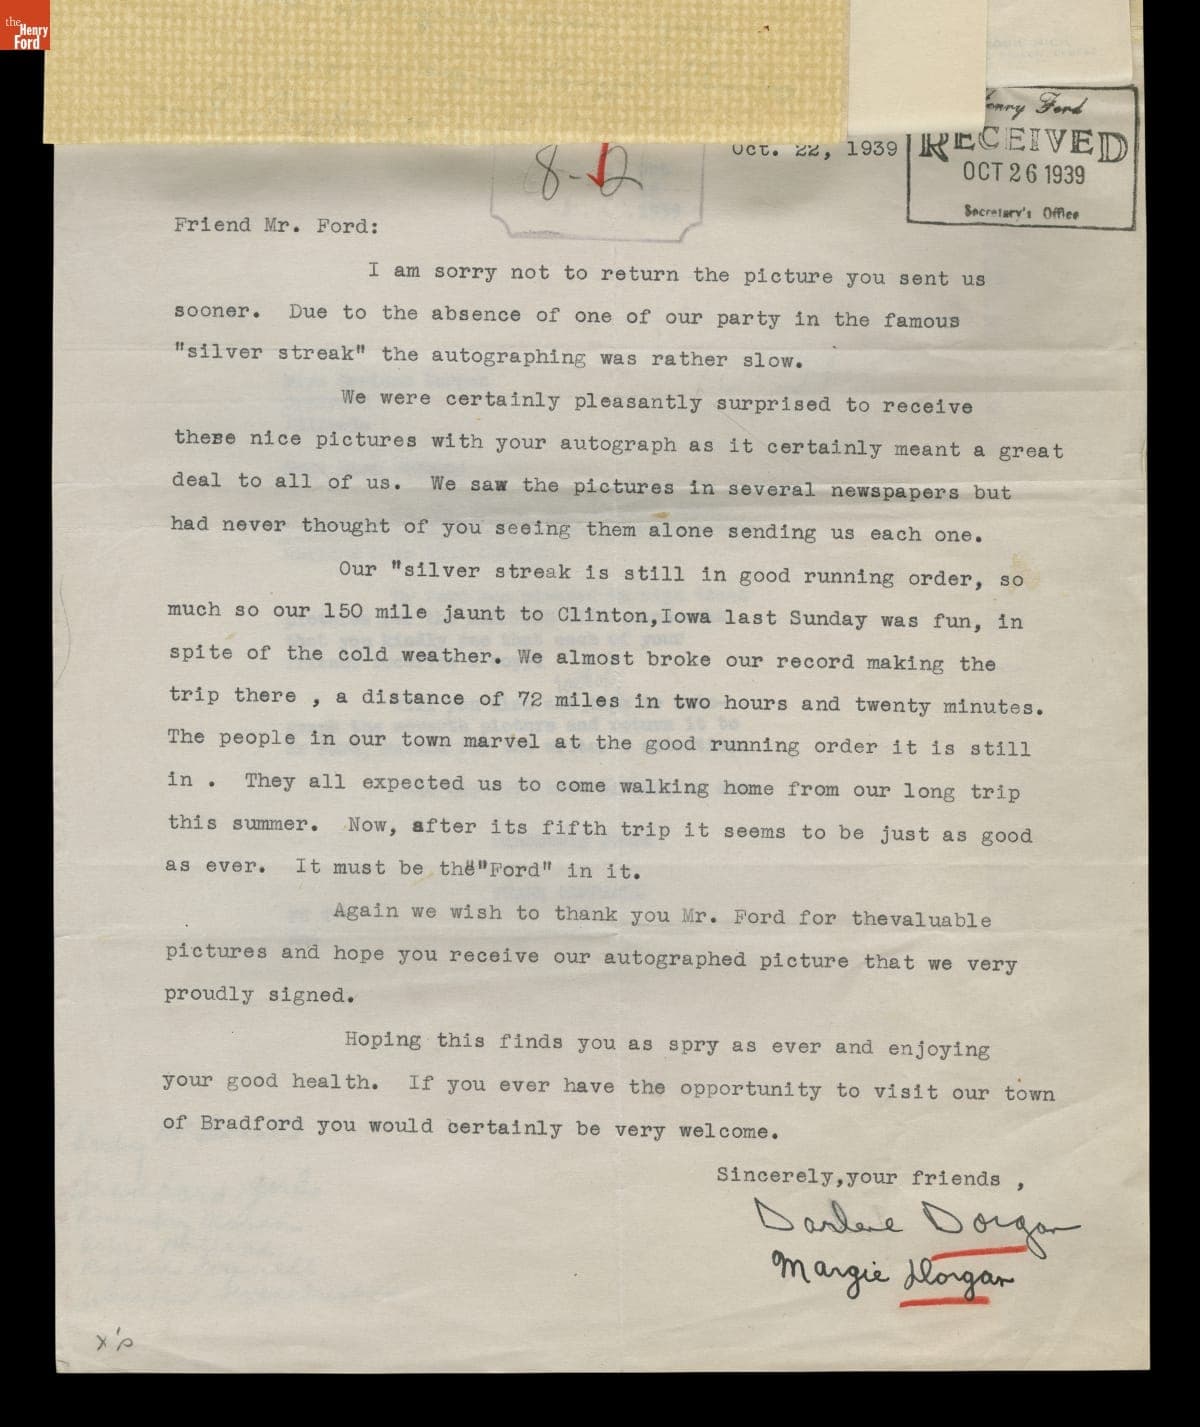 the
Henry
Ford
Henry Ford
RECEIVED
OCT 26 1939
Secretary's Office
Oct. 22, 1939
8-2
Friend Mr. Ford:
I am sorry not to return the picture you sent us
sooner. Due to the absence of one of our party in the famous
"silver streak" the autographing was rather slow.
We were certainly pleasantly surprised to receive
these nice pictures with your autograph as it certainly meant a great
deal to all of us. We saw the pictures in several newspapers but
had never thought of you seeing them alone sending us each one.
Our "silver streak is still in good running order, so
much so our 150 mile jaunt to Clinton,Iowa last Sunday was fun, in
spite of the cold weather. We almost broke our record making the
trip there , a distance of 72 miles in two hours and twenty minutes.
The people in our town marvel at the good running order it is still
in . They all expected us to come walking home from our long trip
this summer. Now, after its fifth trip it seems to be just as good
as ever. It must be the"Ford" in it.
Again we wish to thank you Mr. Ford for thevaluable
pictures and hope you receive our autographed picture that we very
proudly signed.
Hoping this finds you as spry as ever and enjoying
your good health. If you ever have the opportunity to visit our town
of Bradford you would certainly be very welcome.
Sincerely,your friends ,
Darlene Dorgan
Margie Dorgan